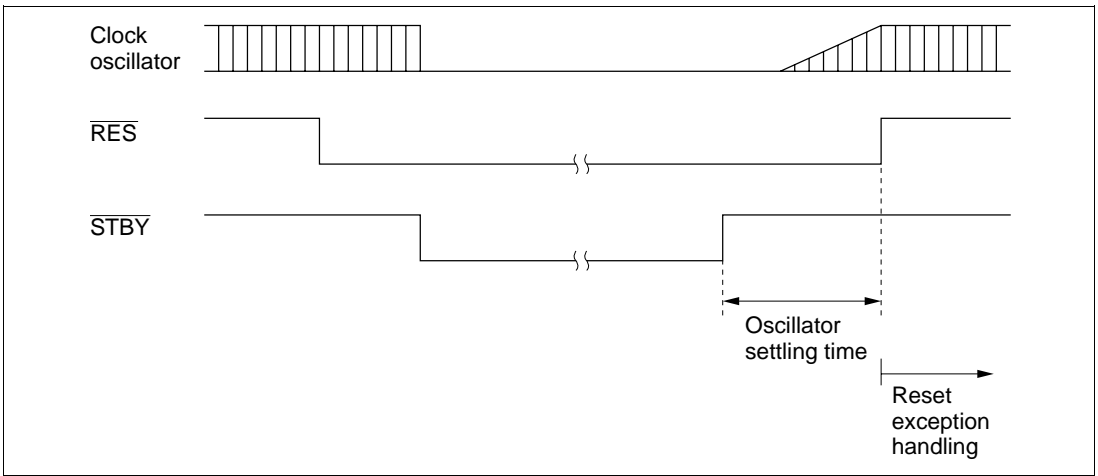 Clock
oscillator
RES
STBY
Oscillator
settling time
Reset
exception
handling